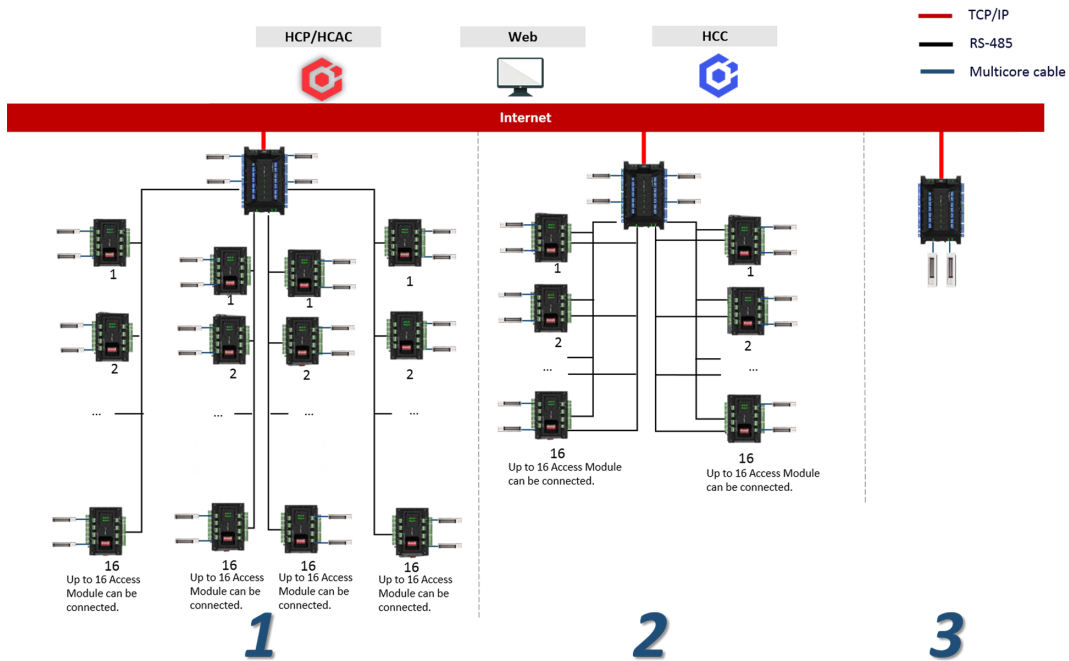 TCP/IP
RS-485
Multicore cable
HCP/HCAC
Web
HCC
Internet
1
1
1
1
1
1
2
2
2
2
2
2
...
...
...
...
...
...
16
Up to 16 Access Module
can be connected.
16
Up to 16 Access Module
can be connected.
16
Up to 16 Access
Module can be
connected.
16
Up to 16 Access
Module can be
connected.
16
Up to 16 Access
Module can be
connected.
16
Up to 16 Access
Module can be
connected.
1
2
3